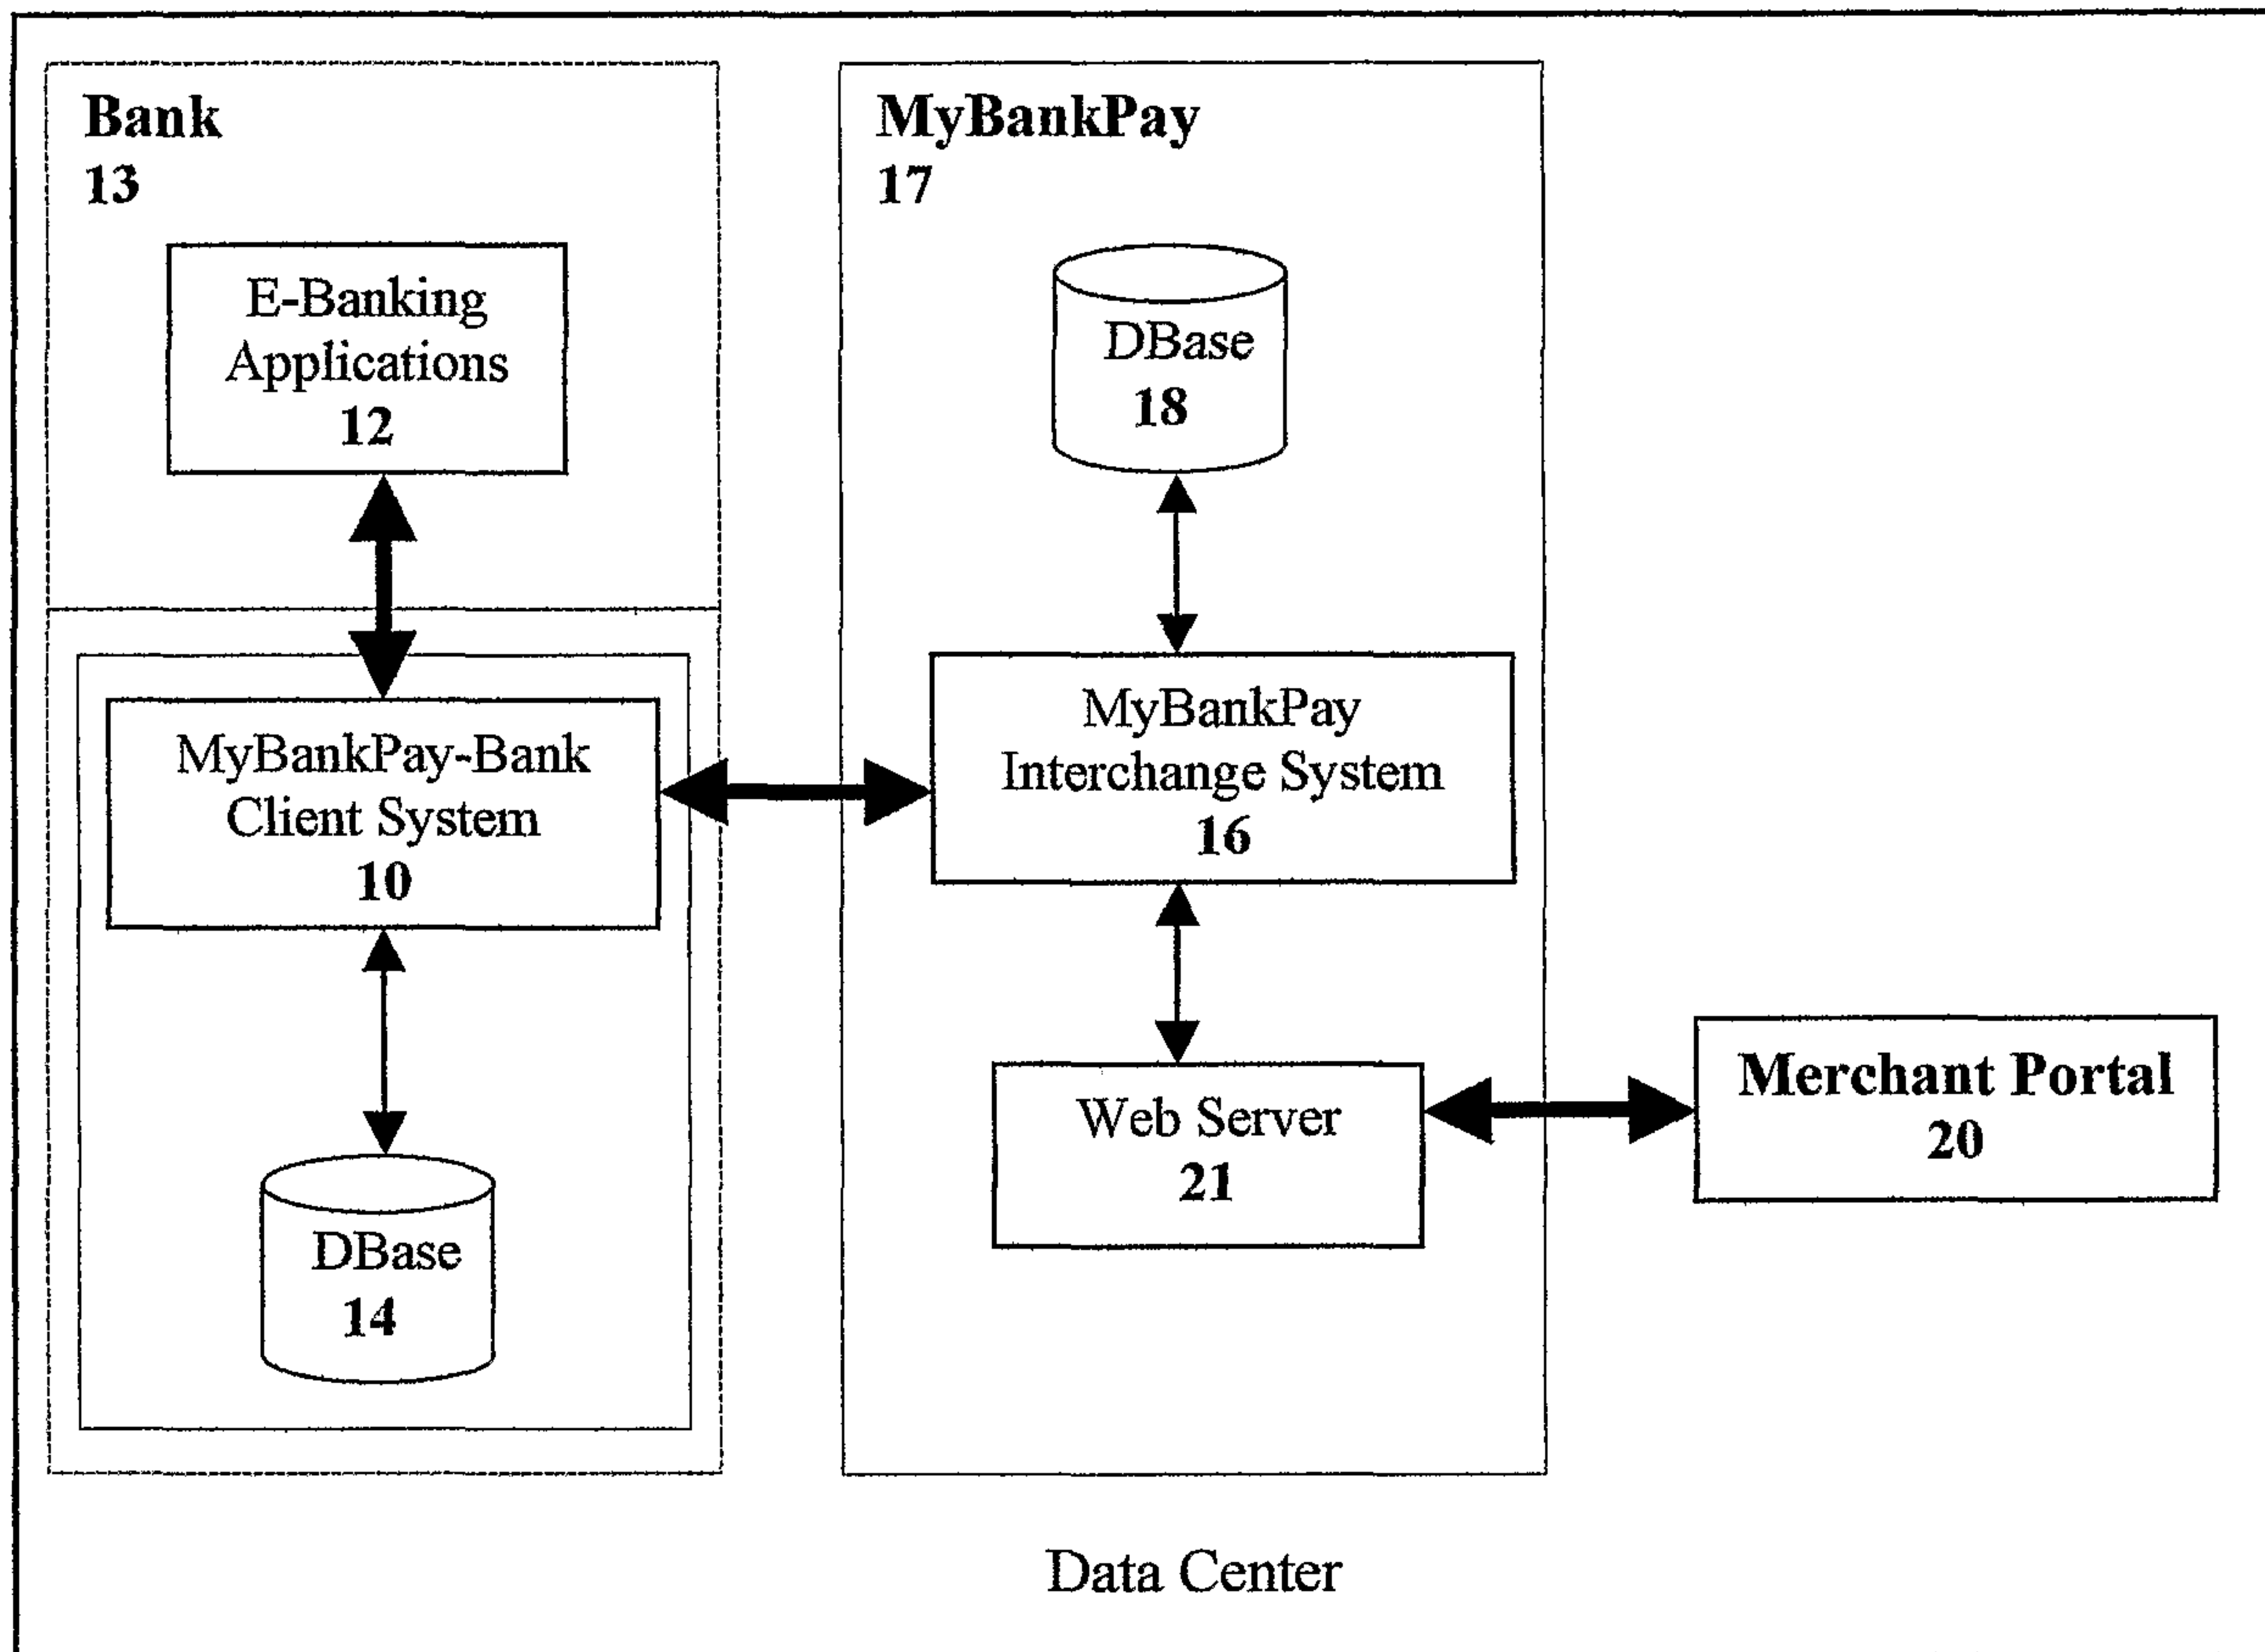 Bank
13
E-Banking
Applications
12
MyBankPay-Bank
Client System
10
DBase
14
MyBankPay
17
DBase
18
MyBankPay
Interchange System
16
Web Server
21
Merchant Portal
20
Data Center